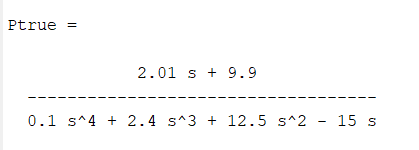 Ptrue =
2.01 s + 9.9
-----------------------------------
0.1 s^4 + 2.4 s^3 + 12.5 s^2 - 15 s